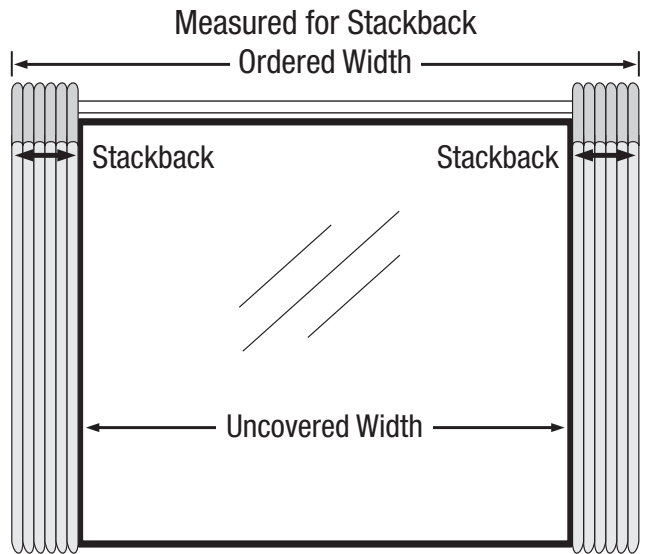 Measured for Stackback
Ordered Width
Stackback Stackback
Uncovered Width